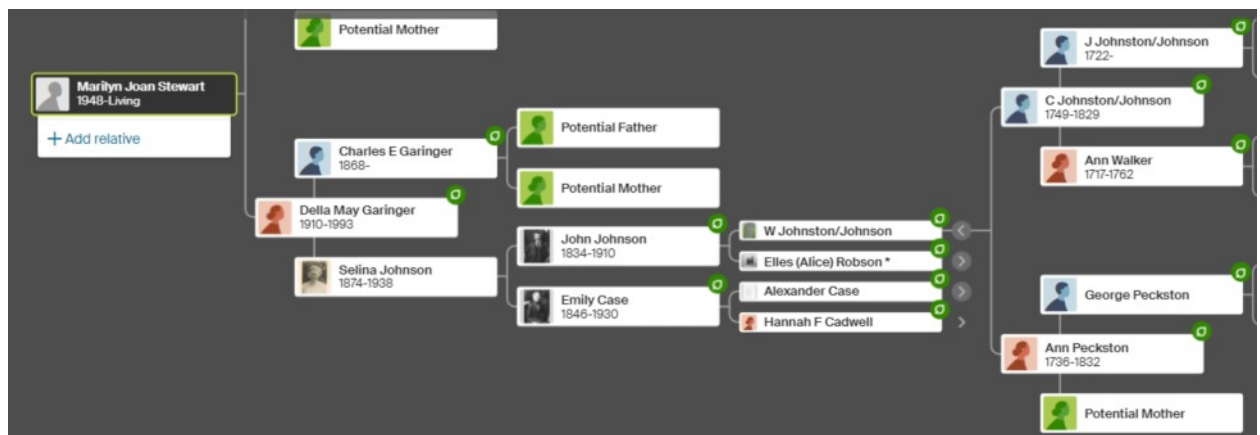 Potential Mother
Marilyn Joan Stewart
1948-Living
+ Add relative
Charles E Garinger
1868-
Potential Father
Potential Mother
Della May Garinger
1910-1993
Selina Johnson
1874-1938
John Johnson
1834-1910
Emily Case
1846-1930
W Johnston/Johnson
Elles (Alice) Robson *
Alexander Case
Hannah F Cadwell
J Johnston/Johnson
1722-
C Johnston/Johnson
1749-1829
Ann Walker
1717-1762
George Peckston
Ann Peckston
1736-1832
Potential Mother